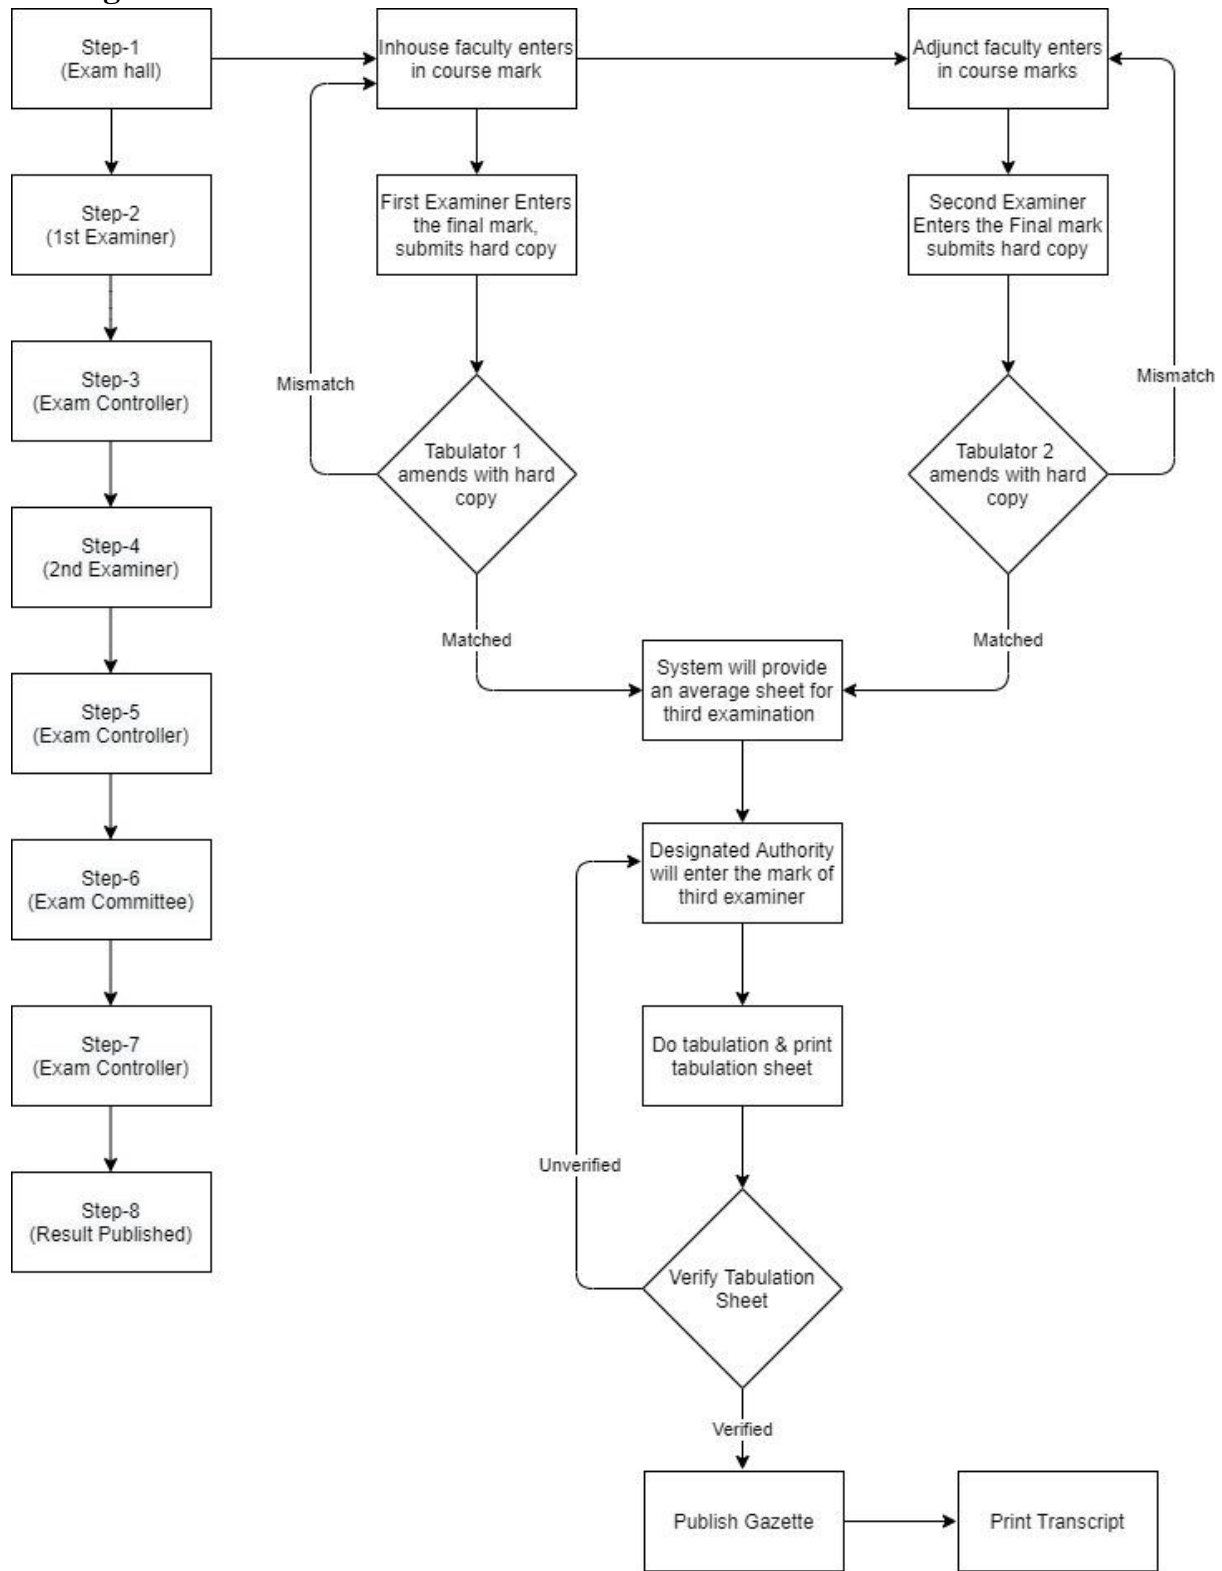 Step-1
(Exam hall)
Inhouse faculty enters
in course mark
Adjunct faculty enters
in course marks
Step-2
(1st Examiner)
First Examiner Enters
the final mark,
submits hard copy
Second Examiner
Enters the Final mark
submits hard copy
Step-3
(Exam Controller)
Mismatch
Mismatch
Tabulator 1
amends with hard
copy
Tabulator 2
amends with hard
copy
Step-4
(2nd Examiner)
Matched
Matched
System will provide
an average sheet for
third examination
Step-5
(Exam Controller)
Designated Authority
will enter the mark of
third examiner
Step-6
(Exam Committee)
Step-7
(Exam Controller)
Do tabulation & print
tabulation sheet
Unverified
Step-8
(Result Published)
Verify Tabulation
Sheet
Verified
Publish Gazette
Print Transcript